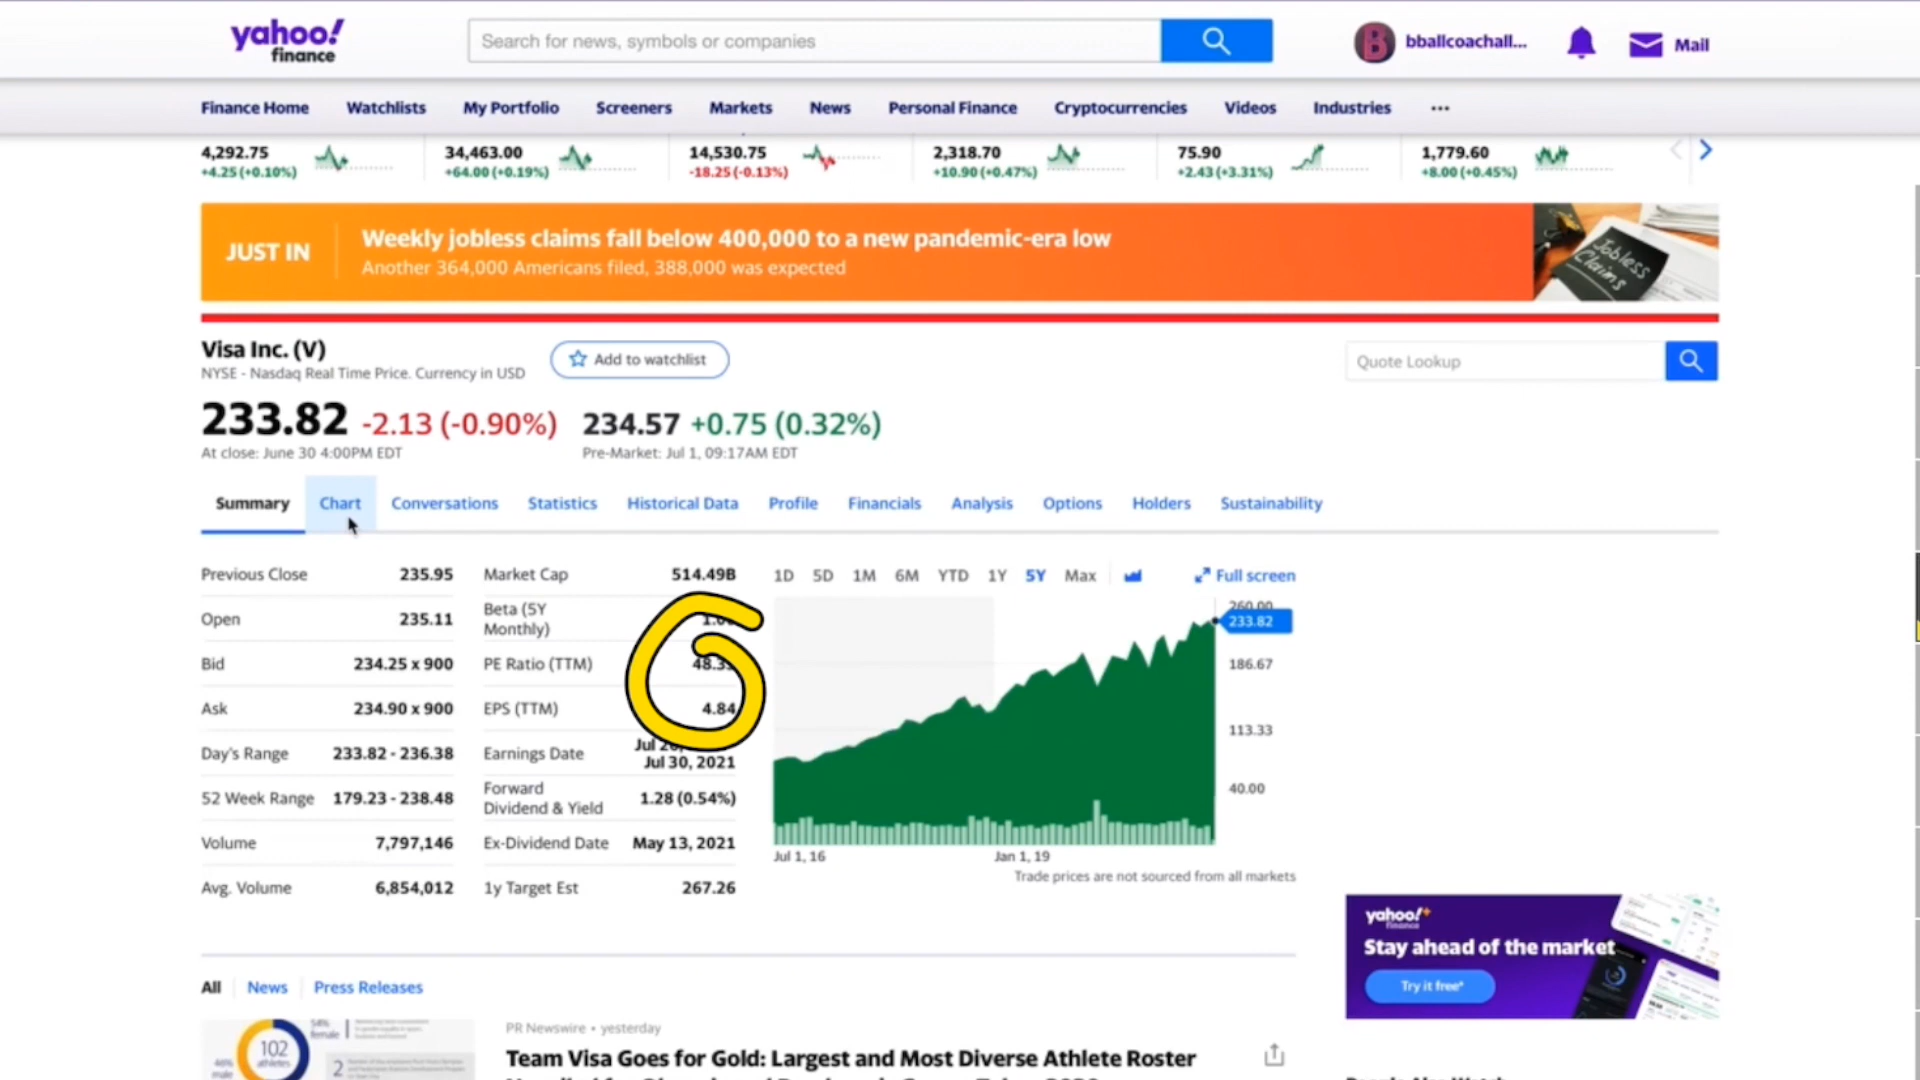 yahoo!
finance
Search for news, symbols or companies
B
bballcoachall...
Mail
Finance Home
Watchlists
My Portfolio
Screeners
Markets
News
Personal Finance
Cryptocurrencies
Videos
Industries
...
4,292.75
+4.25 (+0.10%)
34,463.00
+64.00 (+0.19%)
14,530.75
-18.25 (-0.13%)
2,318.70
+10.90 (+0.47%)
75.90
+2.43 (+3.31%)
1,779.60
+8.00 (+0.45%)
JUST IN
Weekly jobless claims fall below 400,000 to a new pandemic-era low
Another 364,000 Americans filed, 388,000 was expected
Jobless
Claims
Visa Inc. (V)
NYSE - Nasdaq Real Time Price. Currency in USD
Add to watchlist
Quote Lookup
233.82 -2.13 (-0.90%)
At close: June 30 4:00PM EDT
234.57 +0.75 (0.32%)
Pre-Market: Jul 1, 09:17AM EDT
Summary
Chart
Conversations
Statistics
Historical Data
Profile
Financials
Analysis
Options
Holders
Sustainability
Previous Close 235.95
Open 235.11
Bid 234.25 x 900
Ask 234.90 x 900
Day's Range 233.82 - 236.38
52 Week Range 179.23 - 238.48
Volume 7,797,146
Avg. Volume 6,854,012
Market Cap 514.49B
Beta (5Y
Monthly)
PE Ratio (TTM)
EPS (TTM) 4.84
Earnings Date
Jul 30, 2021
Forward
Dividend & Yield 1.28 (0.54%)
Ex-Dividend Date May 13, 2021
1y Target Est 267.26
1D 5D 1M 6M YTD 1Y 5Y Max
Full screen
260.00
233.82
186.67
113.33
40.00
Jul 1, 16
Jan 1, 19
Trade prices are not sourced from all markets
yahoo!+
finance
Stay ahead of the market
Try it free*
All
News
Press Releases
54%
female
102
athletes
46%
male
2
PR Newswire • yesterday
Team Visa Goes for Gold: Largest and Most Diverse Athlete Roster